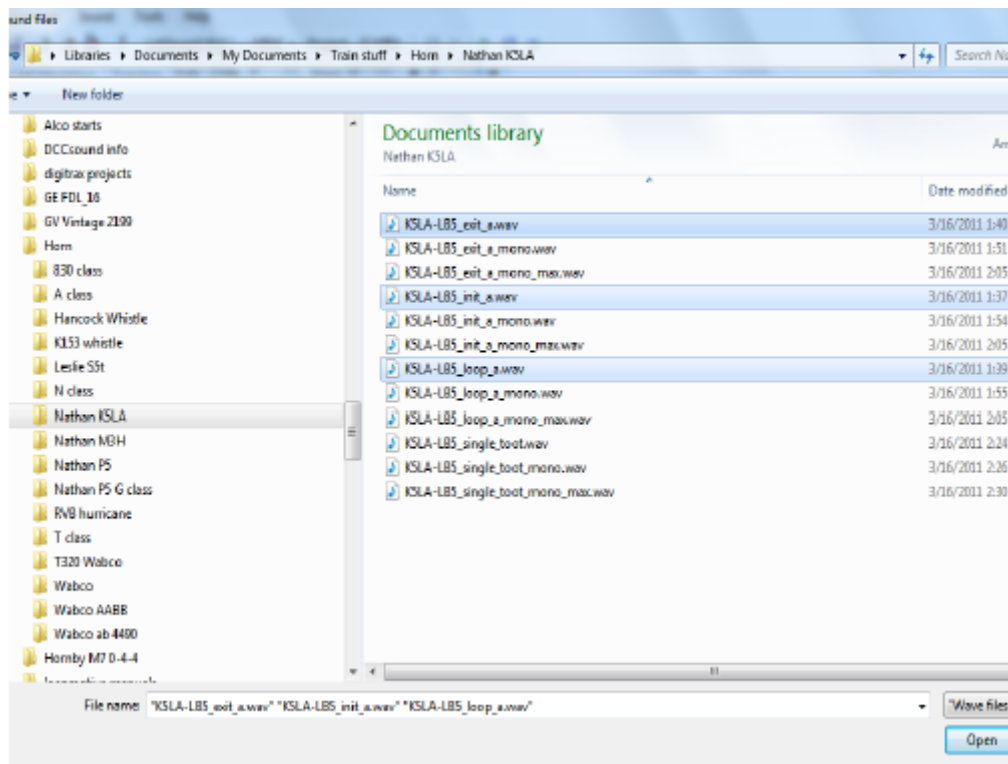 und files
Libraries ▸ Documents ▸ My Documents ▸ Train stuff ▸ Horn ▸ Nathan K5LA
Search Na
e ▾ New folder
Alco starts
DCCsound info
digitrax projects
GE FDL_16
GV Vintage 2199
Horn
830 class
A class
Hancock Whistle
K153 whistle
Leslie S5t
N class
Nathan K5LA
Nathan M3H
Nathan P5
Nathan P5 G class
RVB hurricane
T class
T320 Wabco
Wabco
Wabco AABB
Wabco ab 4490
Hornby M7 0-4-4
Documents library
Nathan K5LA
Ar
Name Date modified
K5LA-LB5_exit_a.wav 3/16/2011 1:40
K5LA-LB5_exit_a_mono.wav 3/16/2011 1:51
K5LA-LB5_exit_a_mono_max.wav 3/16/2011 2:05
K5LA-LB5_init_a.wav 3/16/2011 1:37
K5LA-LB5_init_a_mono.wav 3/16/2011 1:54
K5LA-LB5_init_a_mono_max.wav 3/16/2011 2:05
K5LA-LB5_loop_a.wav 3/16/2011 1:39
K5LA-LB5_loop_a_mono.wav 3/16/2011 1:55
K5LA-LB5_loop_a_mono_max.wav 3/16/2011 2:05
K5LA-LB5_single_toot.wav 3/16/2011 2:24
K5LA-LB5_single_toot_mono.wav 3/16/2011 2:26
K5LA-LB5_single_toot_mono_max.wav 3/16/2011 2:30
File name: "K5LA-LB5_exit_a.wav" "K5LA-LB5_init_a.wav" "K5LA-LB5_loop_a.wav"
"Wave files
Open